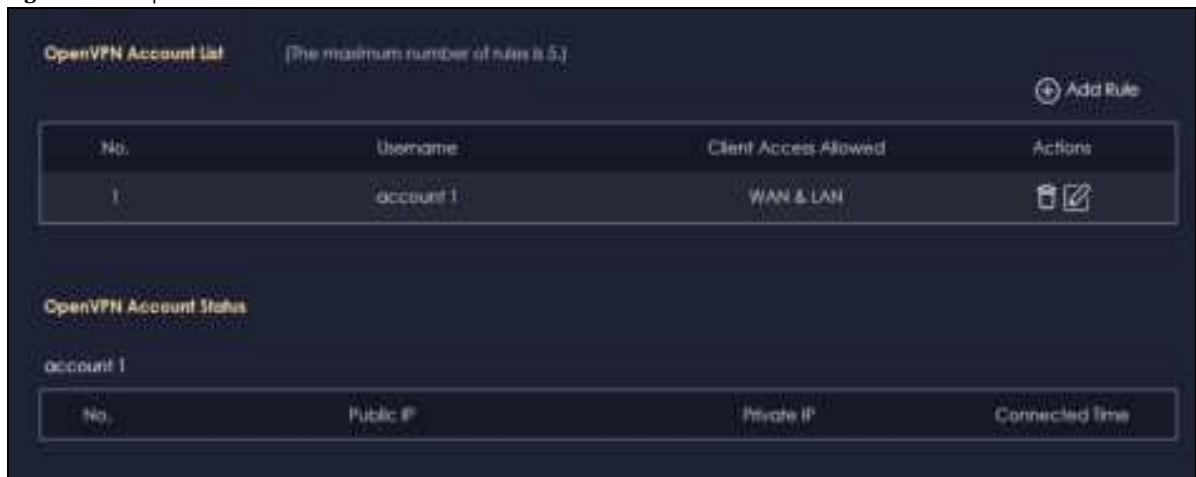 OpenVPN Account List [The maximum number of rules is 5.]
Add Rule
No. Username Client Access Allowed Actions
1 account 1 WAN & LAN
OpenVPN Account Status
account 1
No. Public IP Private IP Connected Time